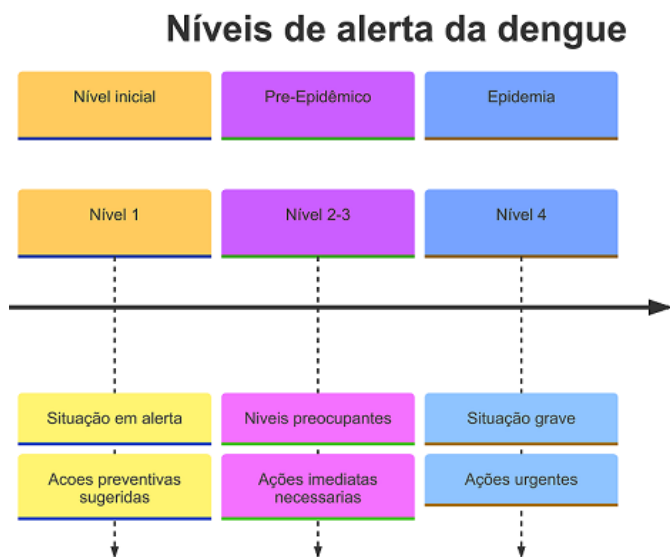 Níveis de alerta da dengue
Nível inicial
Pre-Epidêmico
Epidemia
Nível 1
Nível 2-3
Nível 4
Situação em alerta
Niveis preocupantes
Situação grave
Acoes preventivas
sugeridas
Ações imediatas
necessarias
Ações urgentes